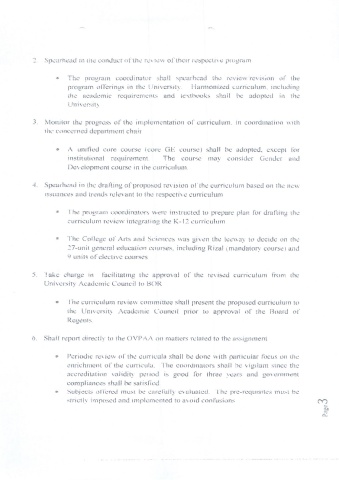 2. Spearhead in the conduct of the review of their respective program
• The program coordinator shall spearhead the review/revision of the
program offerings in the University. Harmonized curriculum, including
the academic requirements and textbooks shall be adopted in the
University.
3. Monitor the progress of the implementation of curriculum, in coordination with
the concerned department chair
• A unified core course (core GE course) shall be adopted, except for
institutional requirement. The course may consider Gender and
Development course in the curriculum.
4. Spearhead in the drafting of proposed revision of the curriculum based on the new
issuances and trends relevant to the respective curriculum
• The program coordinators were instructed to prepare plan for drafting the
curriculum review integrating the K-12 curriculum.
• The College of Arts and Sciences was given the leeway to decide on the
27-unit general education courses, including Rizal (mandatory course) and
9 units of elective courses.
5. Take charge in facilitating the approval of the revised curriculum from the
University Academic Council to BOR.
• The curriculum review committee shall present the proposed curriculum to
the University Academic Council prior to approval of the Board of
Regents.
6. Shall report directly to the OVPAA on matters related to the assignment
• Periodic review of the curricula shall be done with particular focus on the
enrichment of the curricula. The coordinators shall be vigilant since the
accreditation validity period is good for three years and government
compliances shall be satisfied
• Subjects offered must be carefully evaluated. The pre-requisites must be
strictly imposed and implemented to avoid confusions
Page 3